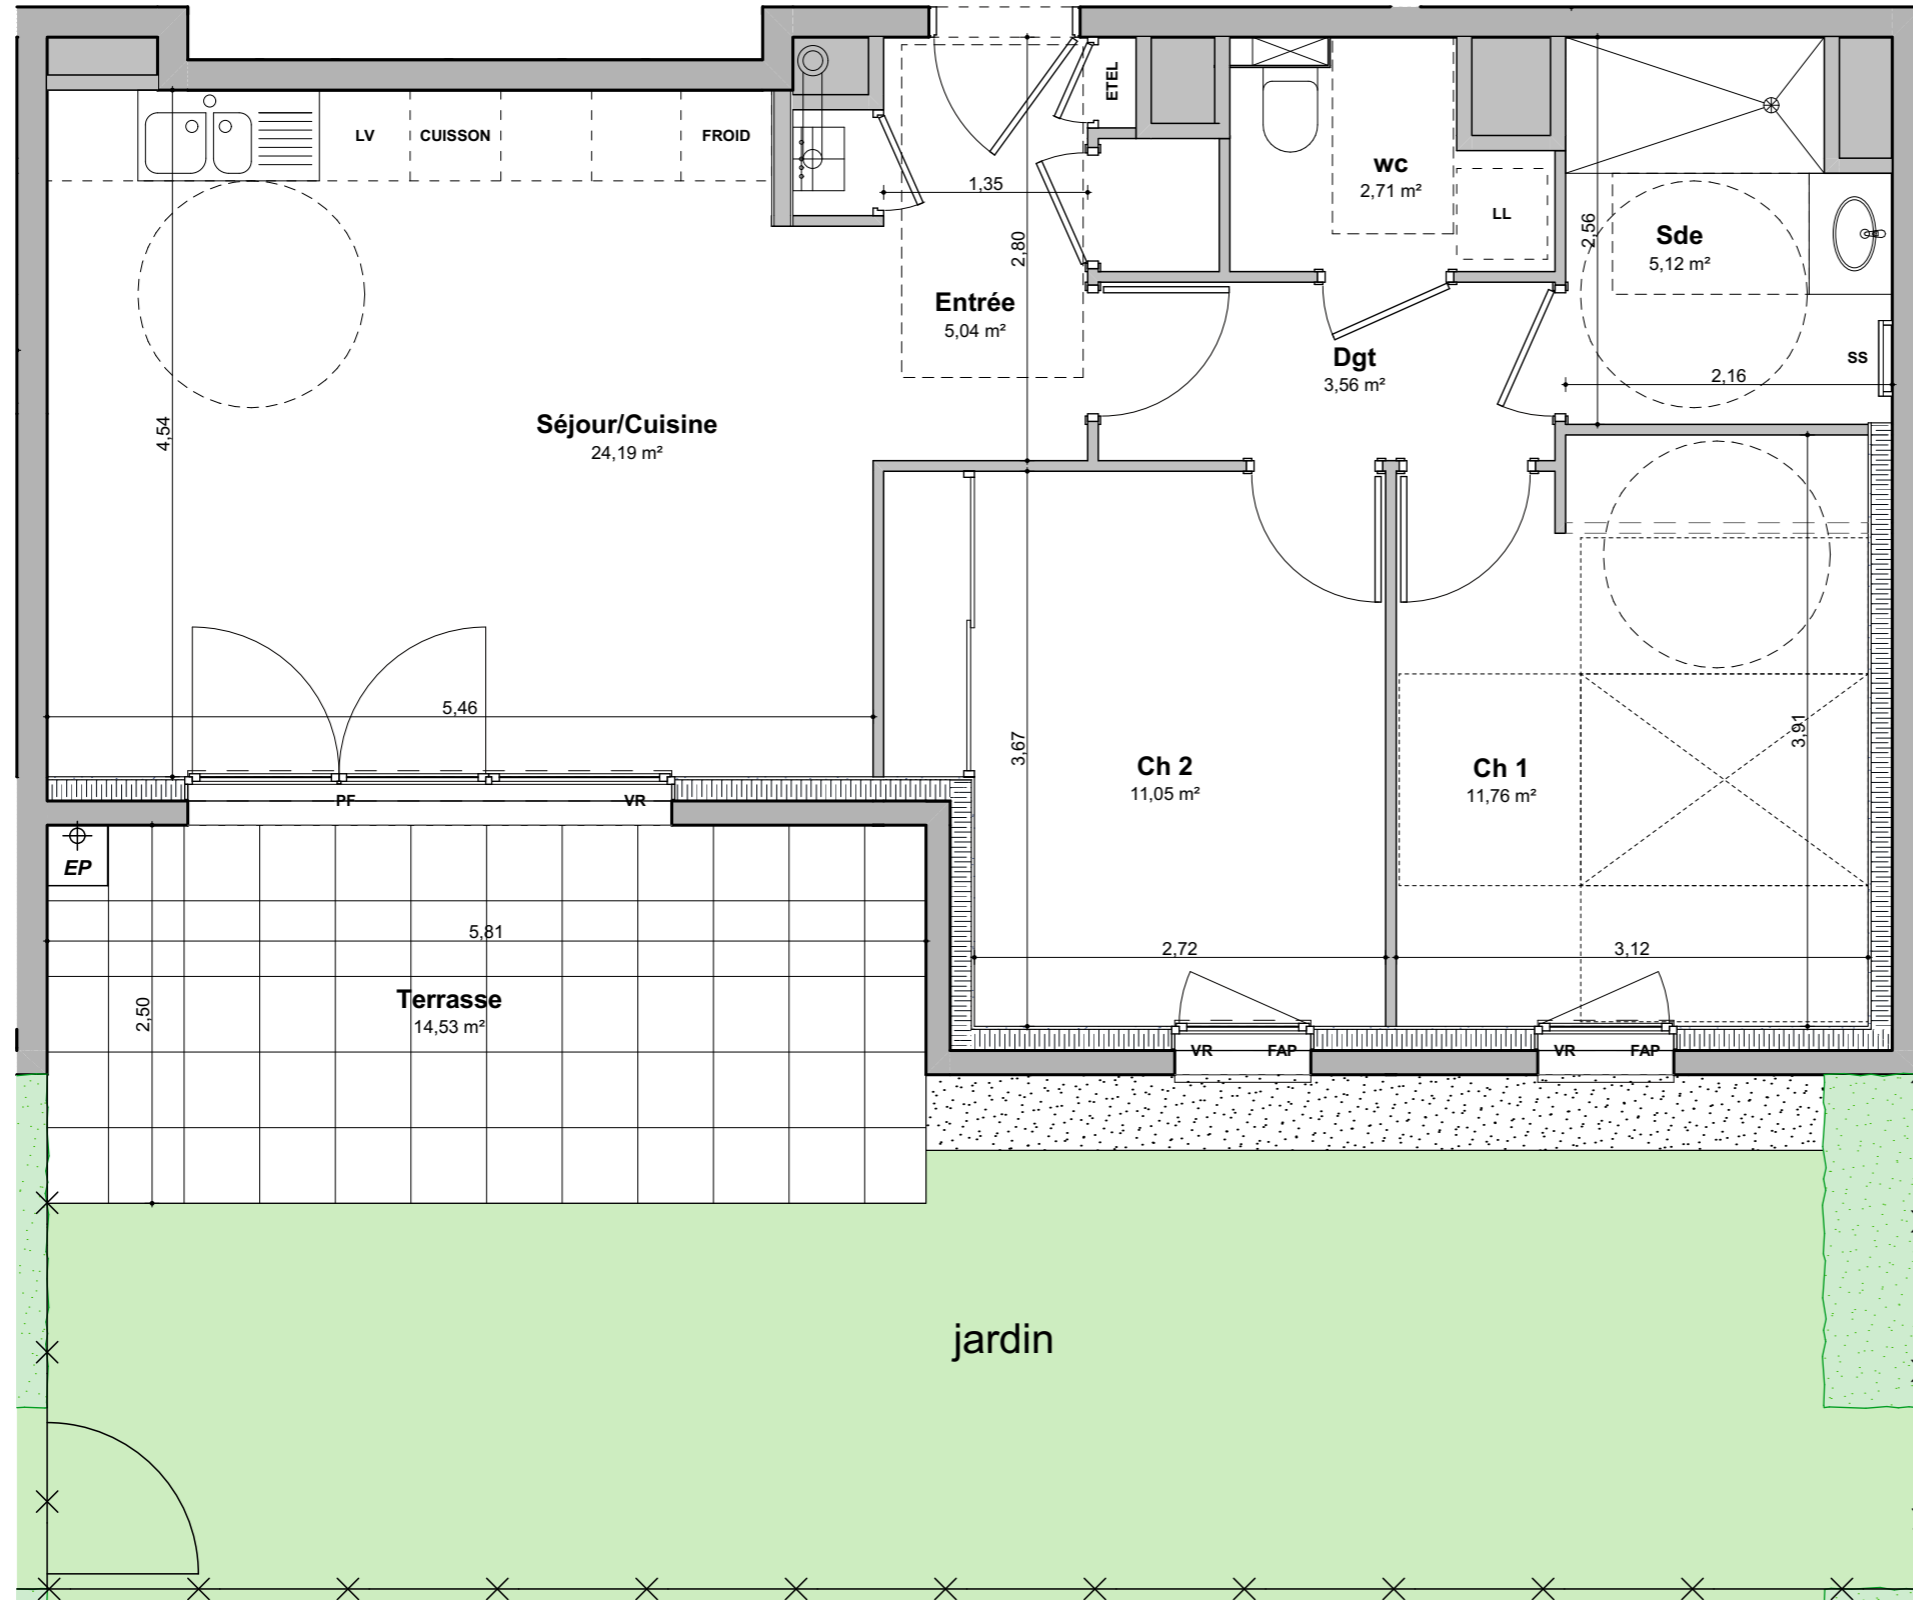 ETEL
LV
CUISSON
FROID
wc
2,71 m²
1,35
LL
2,56
Sde
5,12 m²
2,80
Entrée
5,04 m²
Dgt
3,56 m²
SS
2,16
Séjour/Cuisine
24,19 m²
4,54
5,46
3,67
3,91
Ch 2
11,05 m²
Ch 1
11,76 m²
PF
VR
EP
5,81
2,72
3,12
Terrasse
14,53 m²
2,50
VR
FAP
VR
FAP
jardin